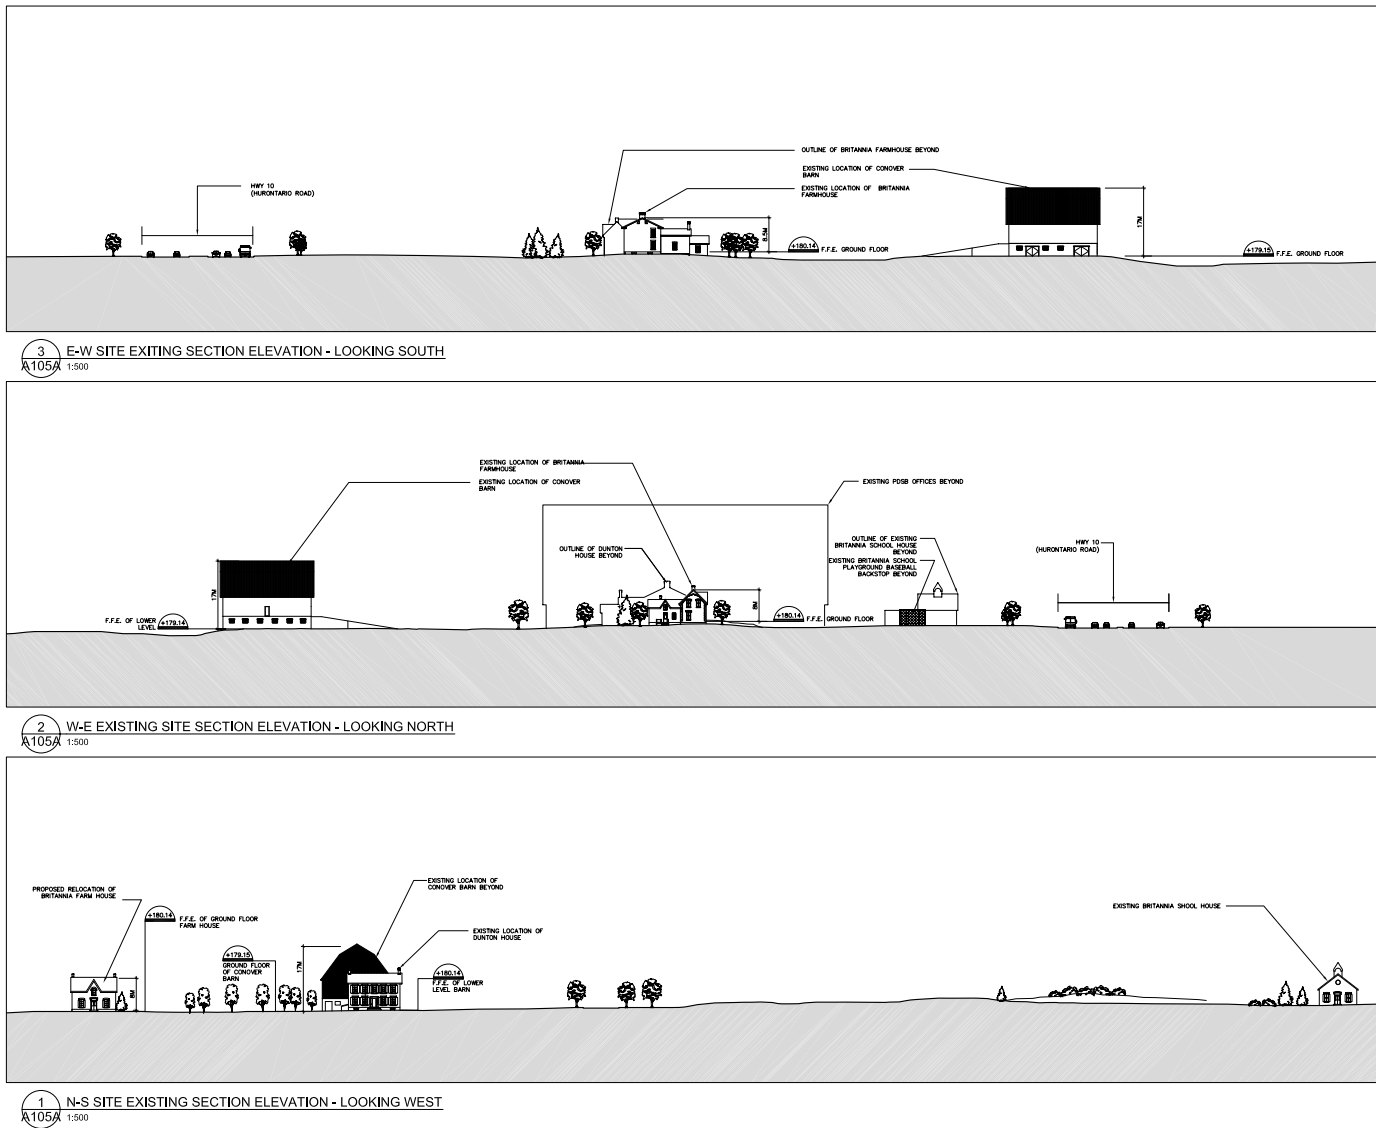 OUTLINE OF BRITANNIA FARMHOUSE BEYOND
EXISTING LOCATION OF CONOVER
BARN
EXISTING LOCATION OF BRITANNIA
FARMHOUSE
HWY 10
(HURONTARIO ROAD)
8.5M
+180.14
F.F.E. GROUND FLOOR
17M
+179.15
F.F.E. GROUND FLOOR
3
A105A
E-W SITE EXITING SECTION ELEVATION - LOOKING SOUTH
1:500
EXISTING LOCATION OF BRITANNIA
FARMHOUSE
EXISTING LOCATION OF CONOVER
BARN
EXISTING PDSB OFFICES BEYOND
OUTLINE OF DUNTON
HOUSE BEYOND
OUTLINE OF EXISTING
BRITANNIA SCHOOL HOUSE
BEYOND
EXISTING BRITANNIA SCHOOL
PLAYGROUND BASEBALL
BACKSTOP BEYOND
HWY 10
(HURONTARIO ROAD)
17M
8M
F.F.E. OF LOWER
LEVEL
+179.14
+180.14
F.F.E. GROUND FLOOR
2
A105A
W-E EXISTING SITE SECTION ELEVATION - LOOKING NORTH
1:500
PROPOSED RELOCATION OF
BRITANNIA FARM HOUSE
+180.14
F.F.E. OF GROUND FLOOR
FARM HOUSE
EXISTING LOCATION OF
CONOVER BARN BEYOND
EXISTING LOCATION OF
DUNTON HOUSE
EXISTING BRITANNIA SHOOL HOUSE
+179.15
GROUND FLOOR
OF CONOVER
BARN
17M
+180.14
F.F.E. OF LOWER
LEVEL BARN
8M
1
A105A
N-S SITE EXISTING SECTION ELEVATION - LOOKING WEST
1:500